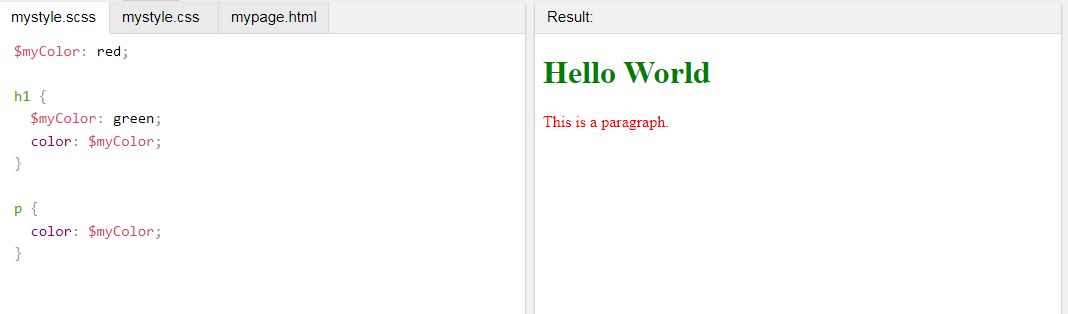 mystyle.scss mystyle.css mypage.html
$myColor: red;
h1 {
  $myColor: green;
  color: $myColor;
}
p {
  color: $myColor;
}
Result:
Hello World
This is a paragraph.